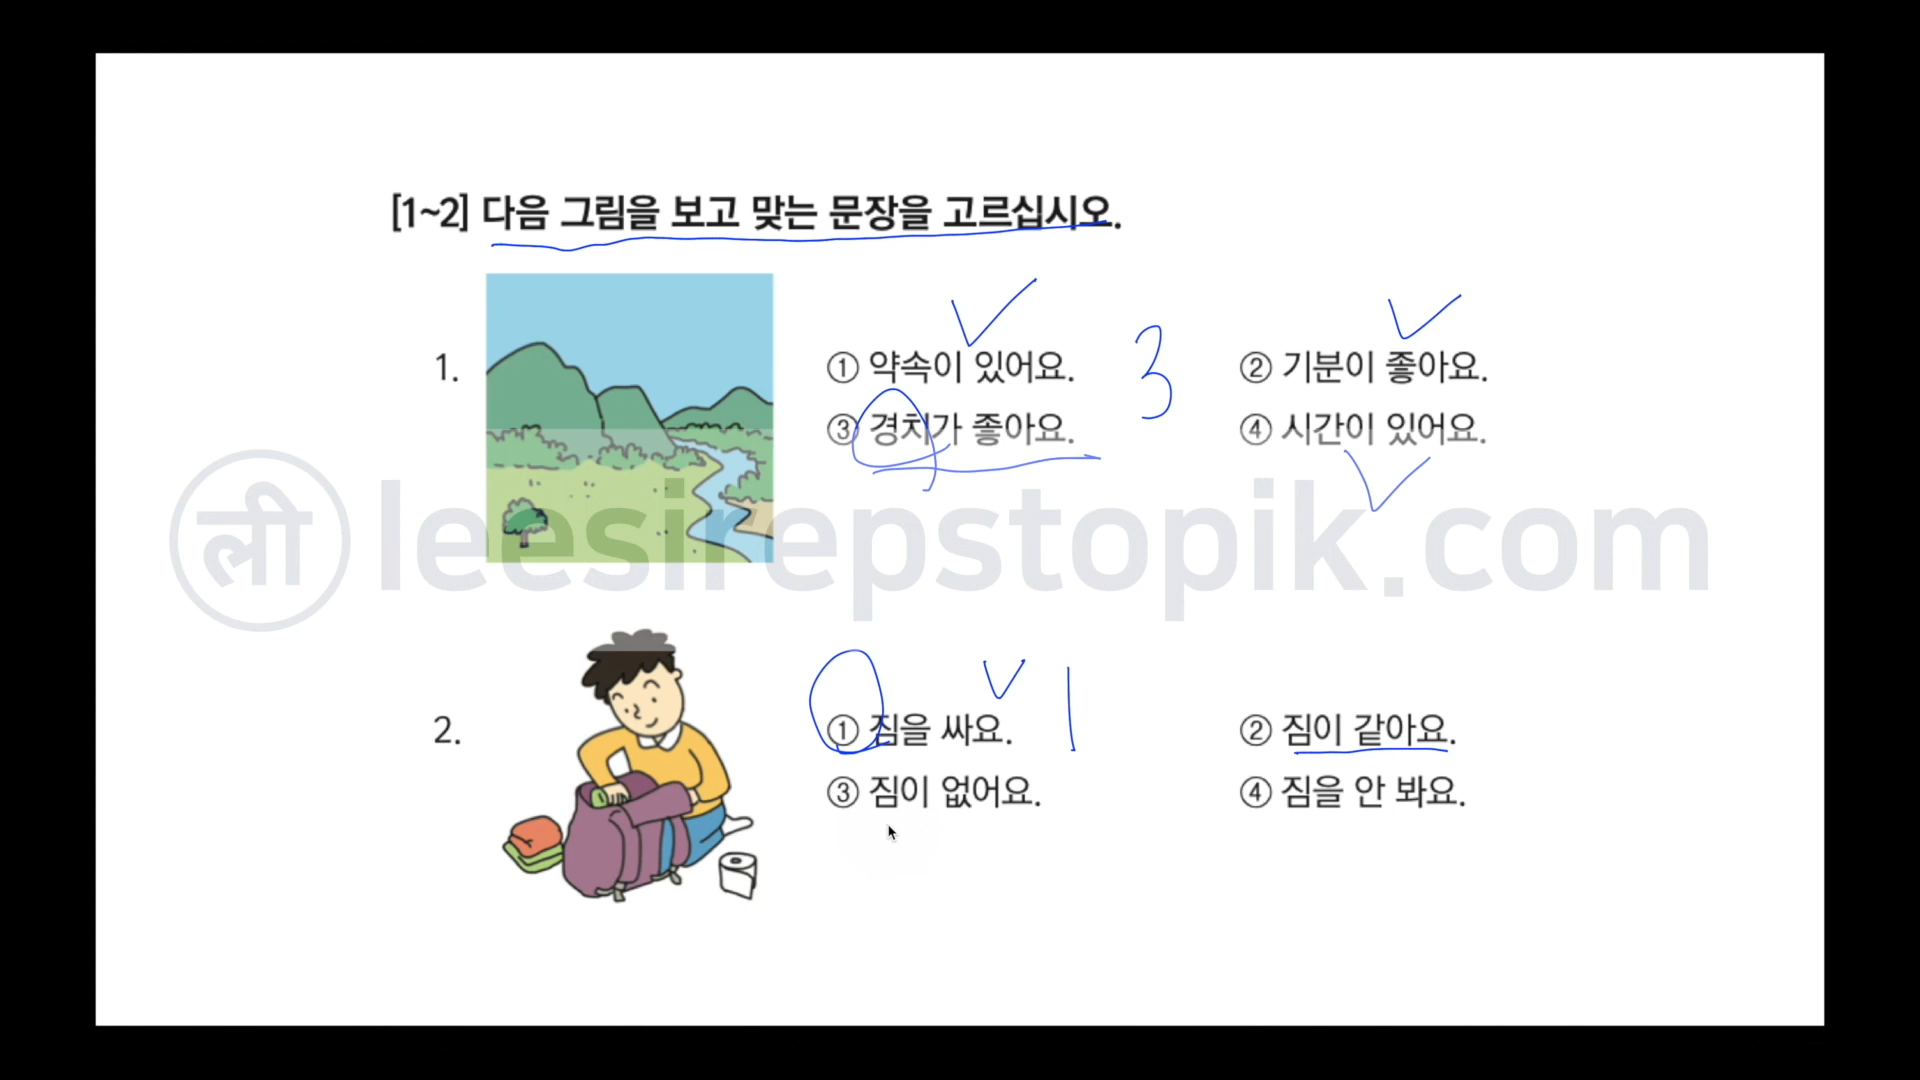 [1~2] 다음 그림을 보고 맞는 문장을 고르십시오.
1.
① 약속이 있어요.
② 기분이 좋아요.
3
③ 경치가 좋아요.
④ 시간이 있어요.
ली leesirepstopik.com
2.
① 짐을 싸요.
1
② 짐이 같아요.
③ 짐이 없어요.
④ 짐을 안 봐요.